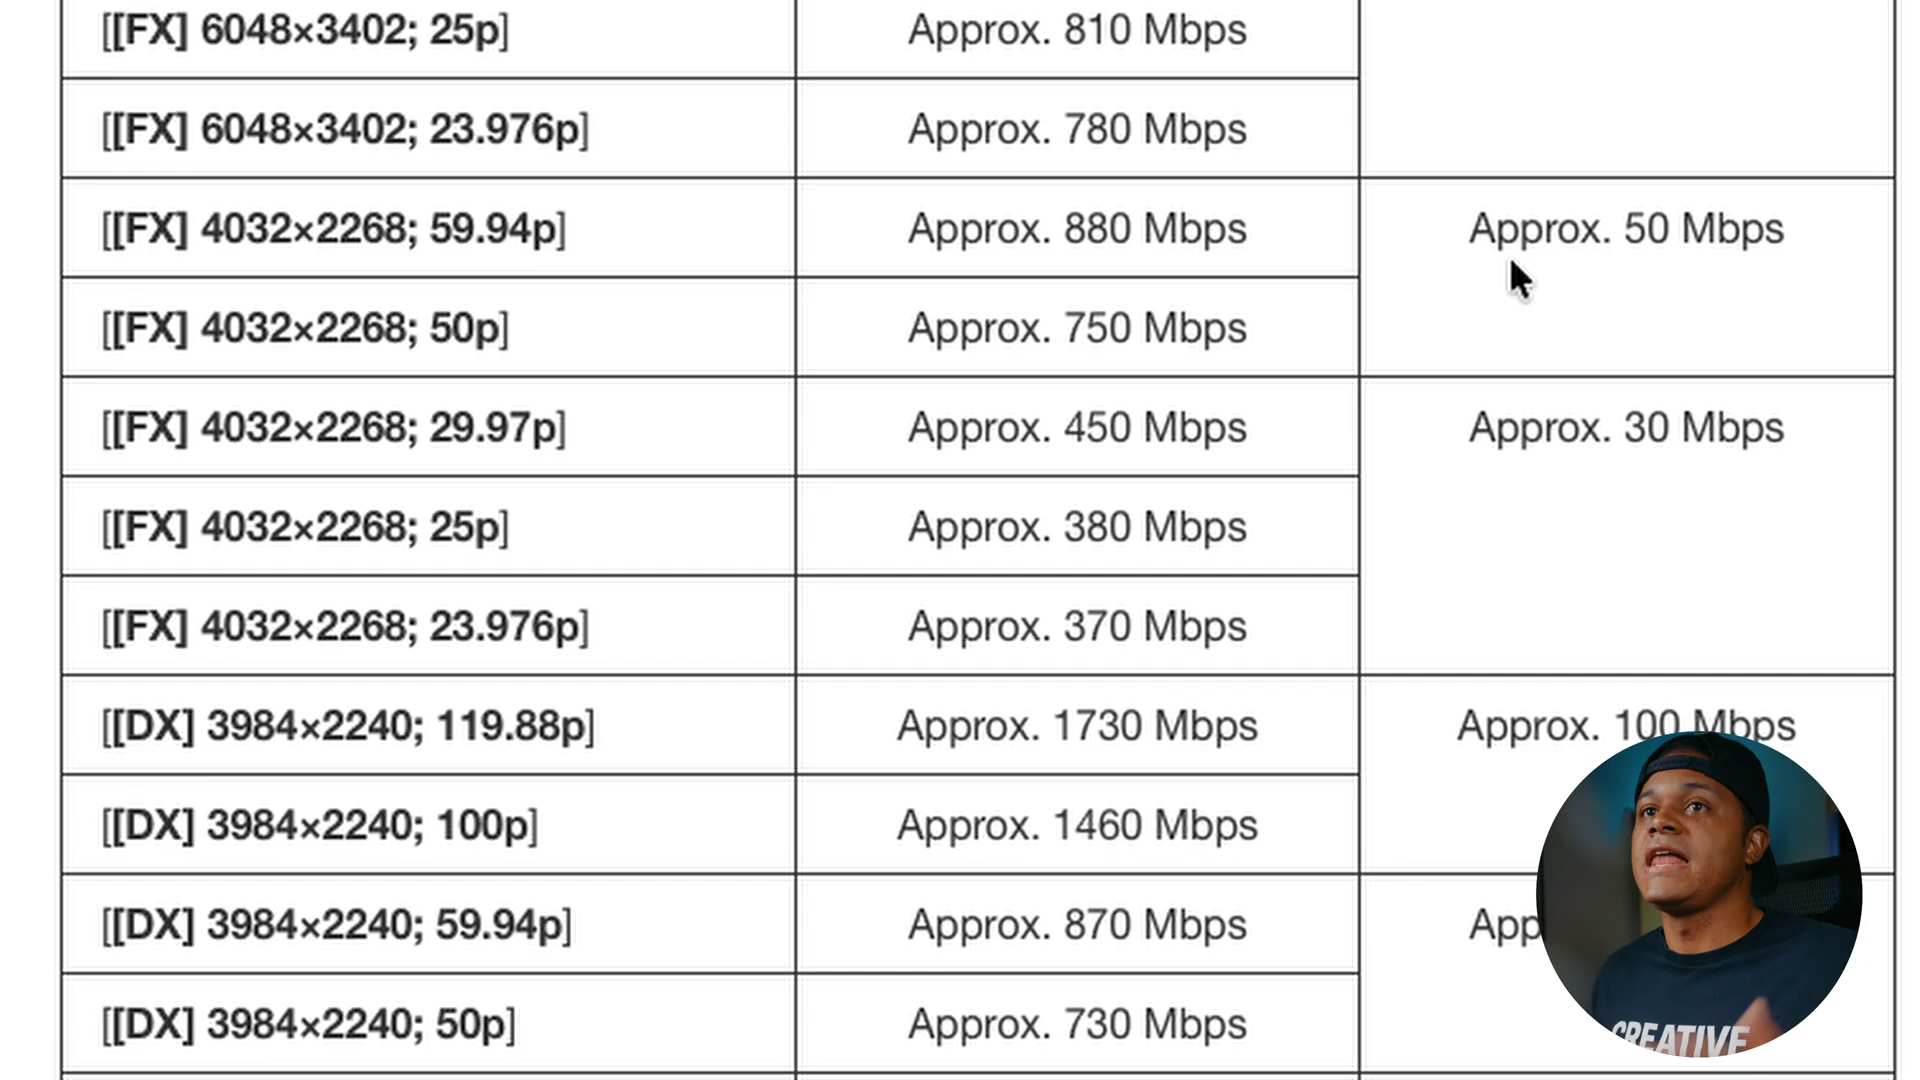 [[FX] 6048×3402; 25p] Approx. 810 Mbps
[[FX] 6048×3402; 23.976p] Approx. 780 Mbps
[[FX] 4032×2268; 59.94p] Approx. 880 Mbps Approx. 50 Mbps
[[FX] 4032×2268; 50p] Approx. 750 Mbps
[[FX] 4032×2268; 29.97p] Approx. 450 Mbps Approx. 30 Mbps
[[FX] 4032×2268; 25p] Approx. 380 Mbps
[[FX] 4032×2268; 23.976p] Approx. 370 Mbps
[[DX] 3984×2240; 119.88p] Approx. 1730 Mbps Approx. 100 Mbps
[[DX] 3984×2240; 100p] Approx. 1460 Mbps
[[DX] 3984×2240; 59.94p] Approx. 870 Mbps
[[DX] 3984×2240; 50p] Approx. 730 Mbps
CREATIVE